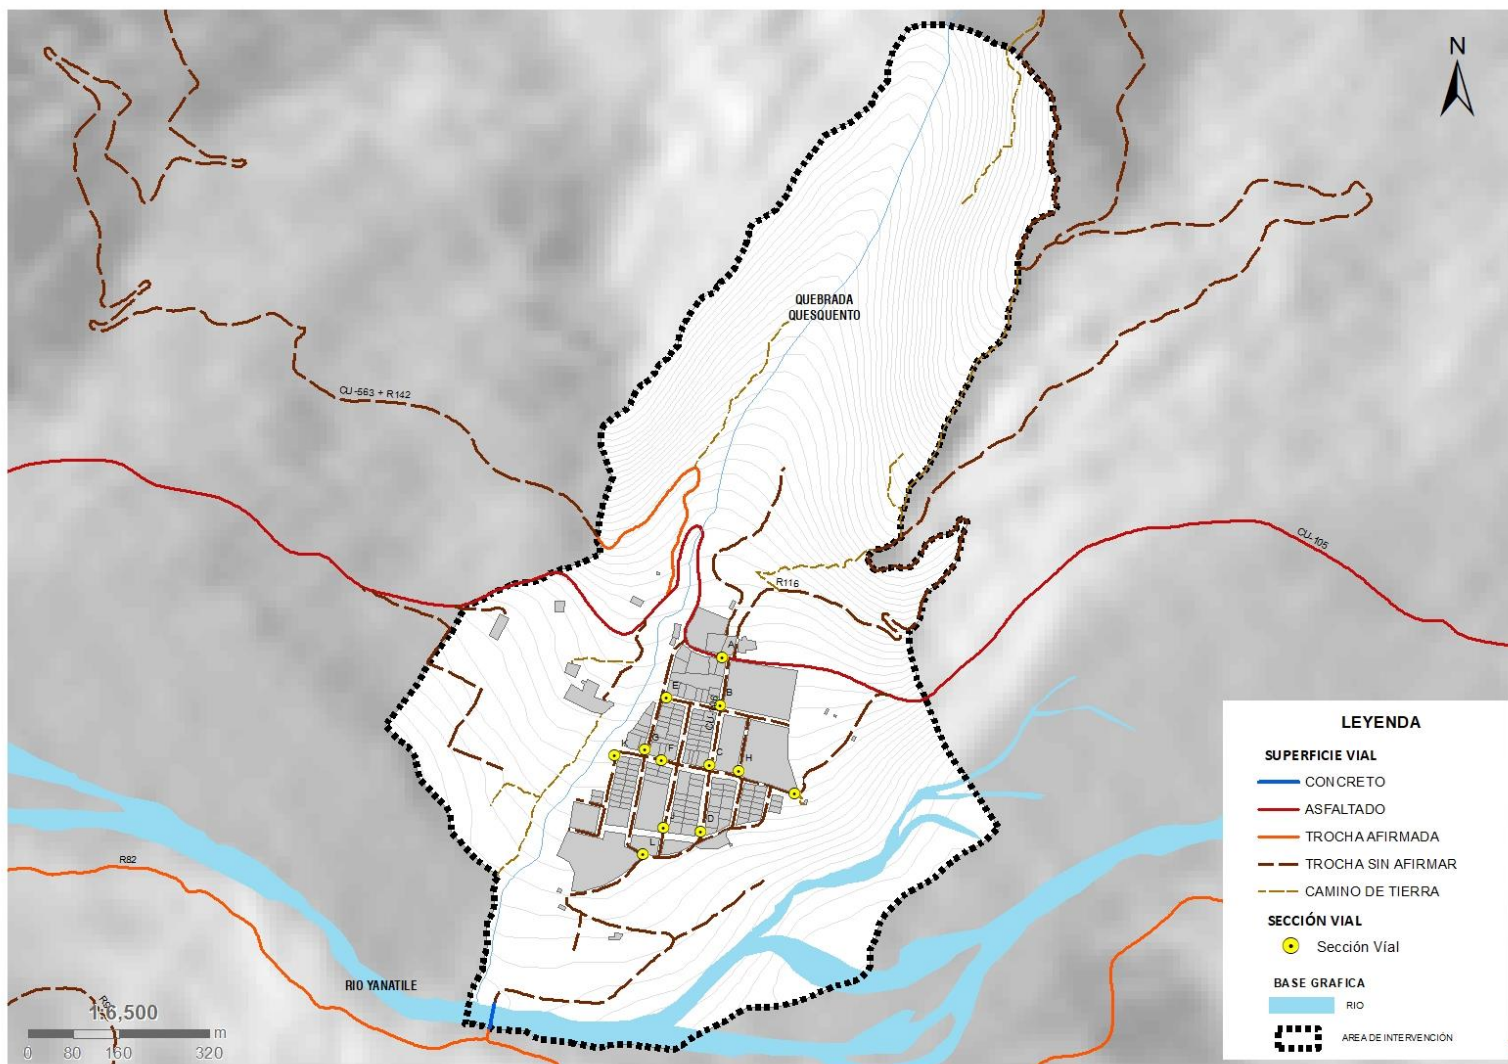 N
QUEBRADA
QUESQUENTO
CU-563 + R142
CU-105
R116
A
E
B
G
F
K
C
H
J
D
L
R82
RIO YANATILE
1:6,500
m
0 80 160 320
LEYENDA
SUPERFICIE VIAL
CONCRETO
ASFALTADO
TROCHA AFIRMADA
TROCHA SIN AFIRMAR
CAMINO DE TIERRA
SECCIÓN VIAL
Sección Víal
BASE GRAFICA
RIO
AREA DE INTERVENCIÓN